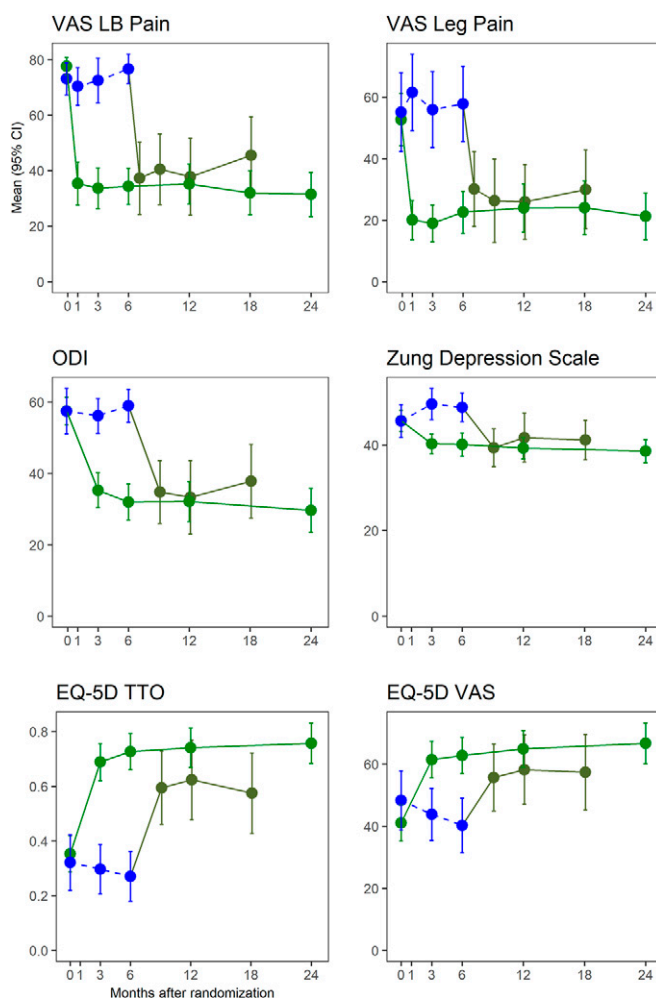 VAS LB Pain
VAS Leg Pain
80
60
40
20
0
Mean (95% CI)
0 1 3 6 12 18 24
60
40
20
0
0 1 3 6 12 18 24
ODI
Zung Depression Scale
60
40
20
0
0 1 3 6 12 18 24
60
40
20
0
0 1 3 6 12 18 24
EQ-5D TTO
EQ-5D VAS
0.8
0.6
0.4
0.2
0.0
0 1 3 6 12 18 24
Months after randomization
60
40
20
0
0 1 3 6 12 18 24